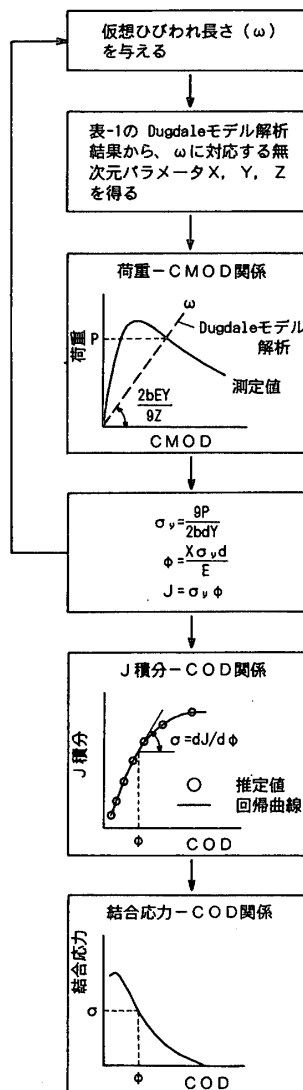 仮想ひびわれ長さ（ω）
を与える
表-1の Dugdaleモデル解析
結果から、ωに対応する無
次元パラメータX, Y, Z
を得る
荷重－CMOD関係
ω
P
Dugdaleモデル
解析
荷重
測定値
2bEY
9Z
CMOD
σy=9P/2bdY
φ=Xσyd/E
J=σyφ
J積分－COD関係
J積分
σ=dJ/dφ
○ 推定値
― 回帰曲線
φ
COD
結合応力－COD関係
結合応力
σ
φ
COD